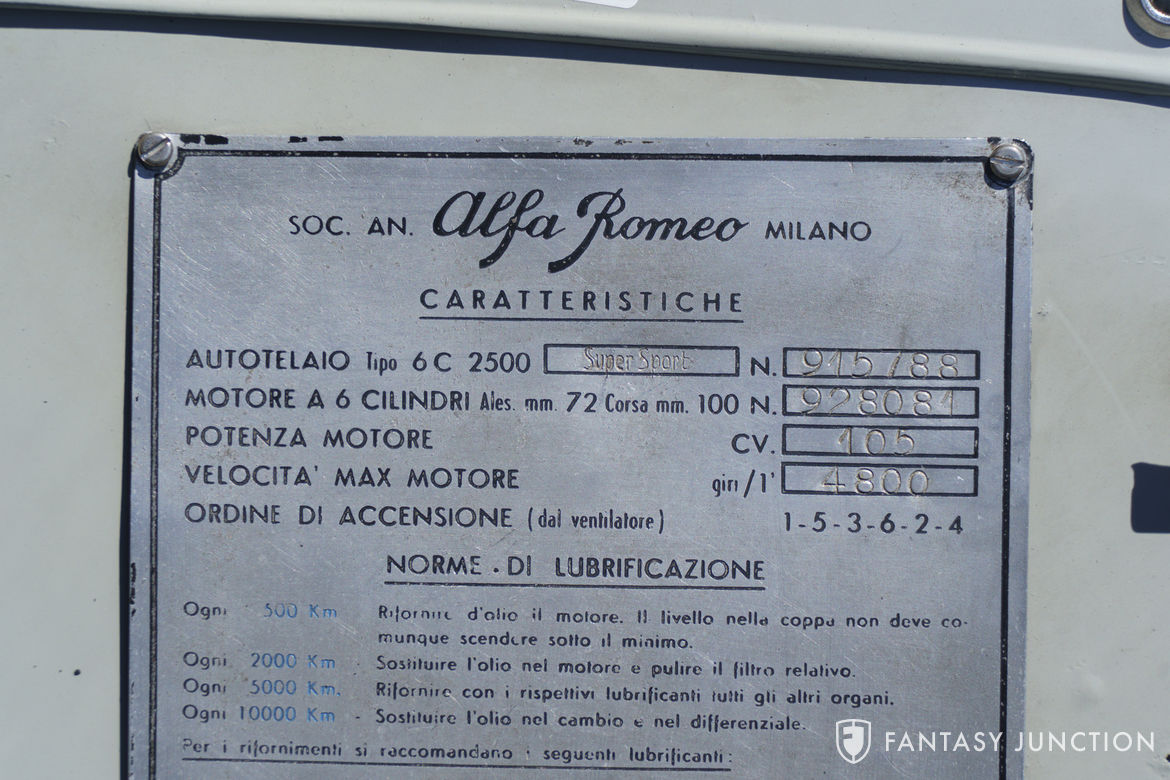 SOC. AN. Alfa Romeo MILANO
CARATTERISTICHE
AUTOTELAIO Tipo 6C 2500 Super Sport N. 915788
MOTORE A 6 CILINDRI Ales. mm. 72 Corsa mm. 100 N. 928081
POTENZA MOTORE CV. 105
VELOCITA' MAX MOTORE giri/1' 4800
ORDINE DI ACCENSIONE (dal ventilatore) 1-5-3-6-2-4
NORME DI LUBRIFICAZIONE
Ogni 500 Km Rifornire d'olio il motore. Il livello nella coppa non deve co-
munque scendere sotto il minimo.
Ogni 2000 Km - Sostituire l'olio nel motore e pulire il filtro relativo.
Ogni 5000 Km. Rifornire con i rispettivi lubrificanti tutti gli altri organi.
Ogni 10000 Km - Sostituire l'olio nel cambio e nel differenziale.
Per i rifornimenti si raccomandano i seguenti lubrificanti:
FANTASY JUNCTION